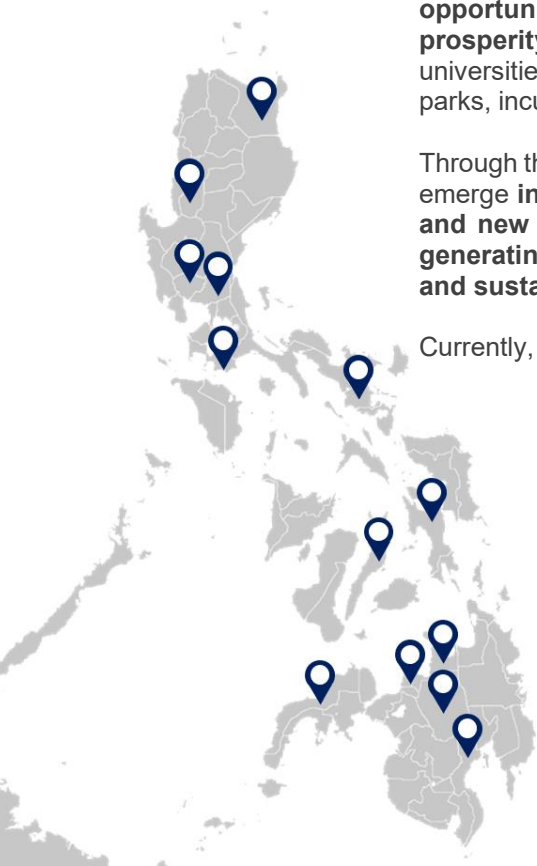 opportun
prosperity
universitie
parks, incu
Through th
emerge in
and new
generatin
and susta
Currently,